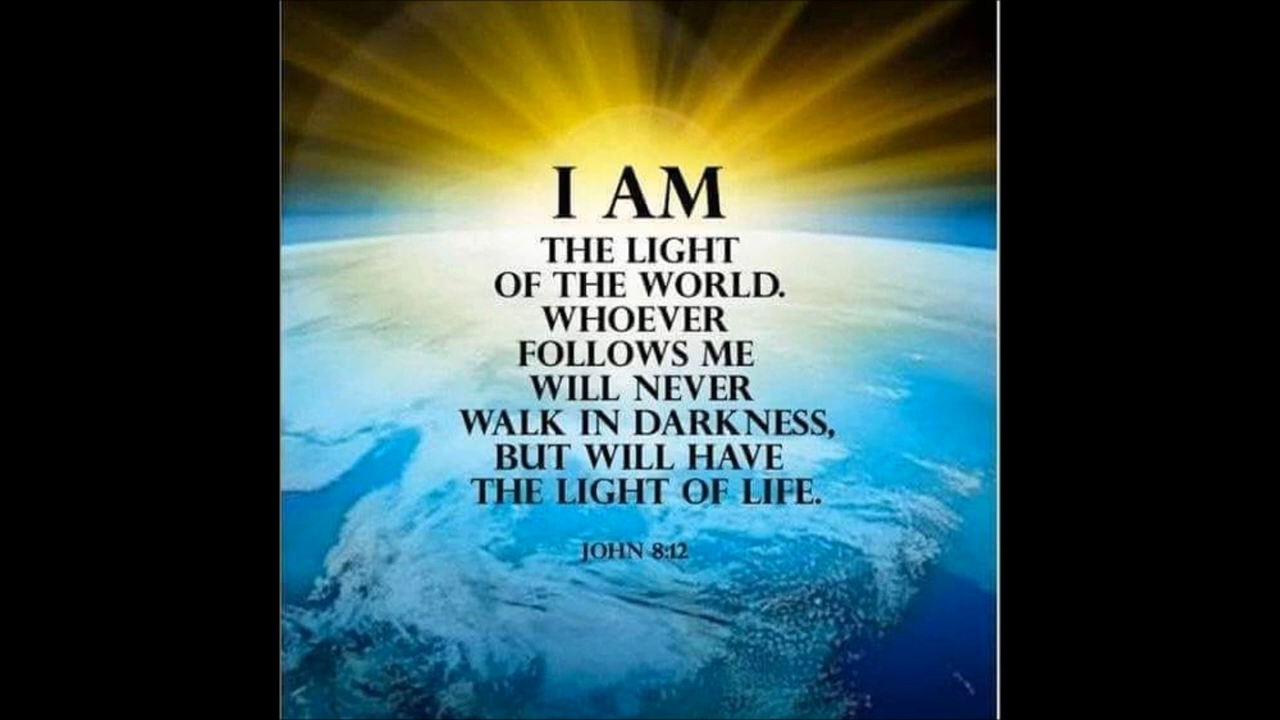 I AM
THE LIGHT
OF THE WORLD.
WHOEVER
FOLLOWS ME
WILL NEVER
WALK IN DARKNESS,
BUT WILL HAVE
THE LIGHT OF LIFE.
JOHN 8:12